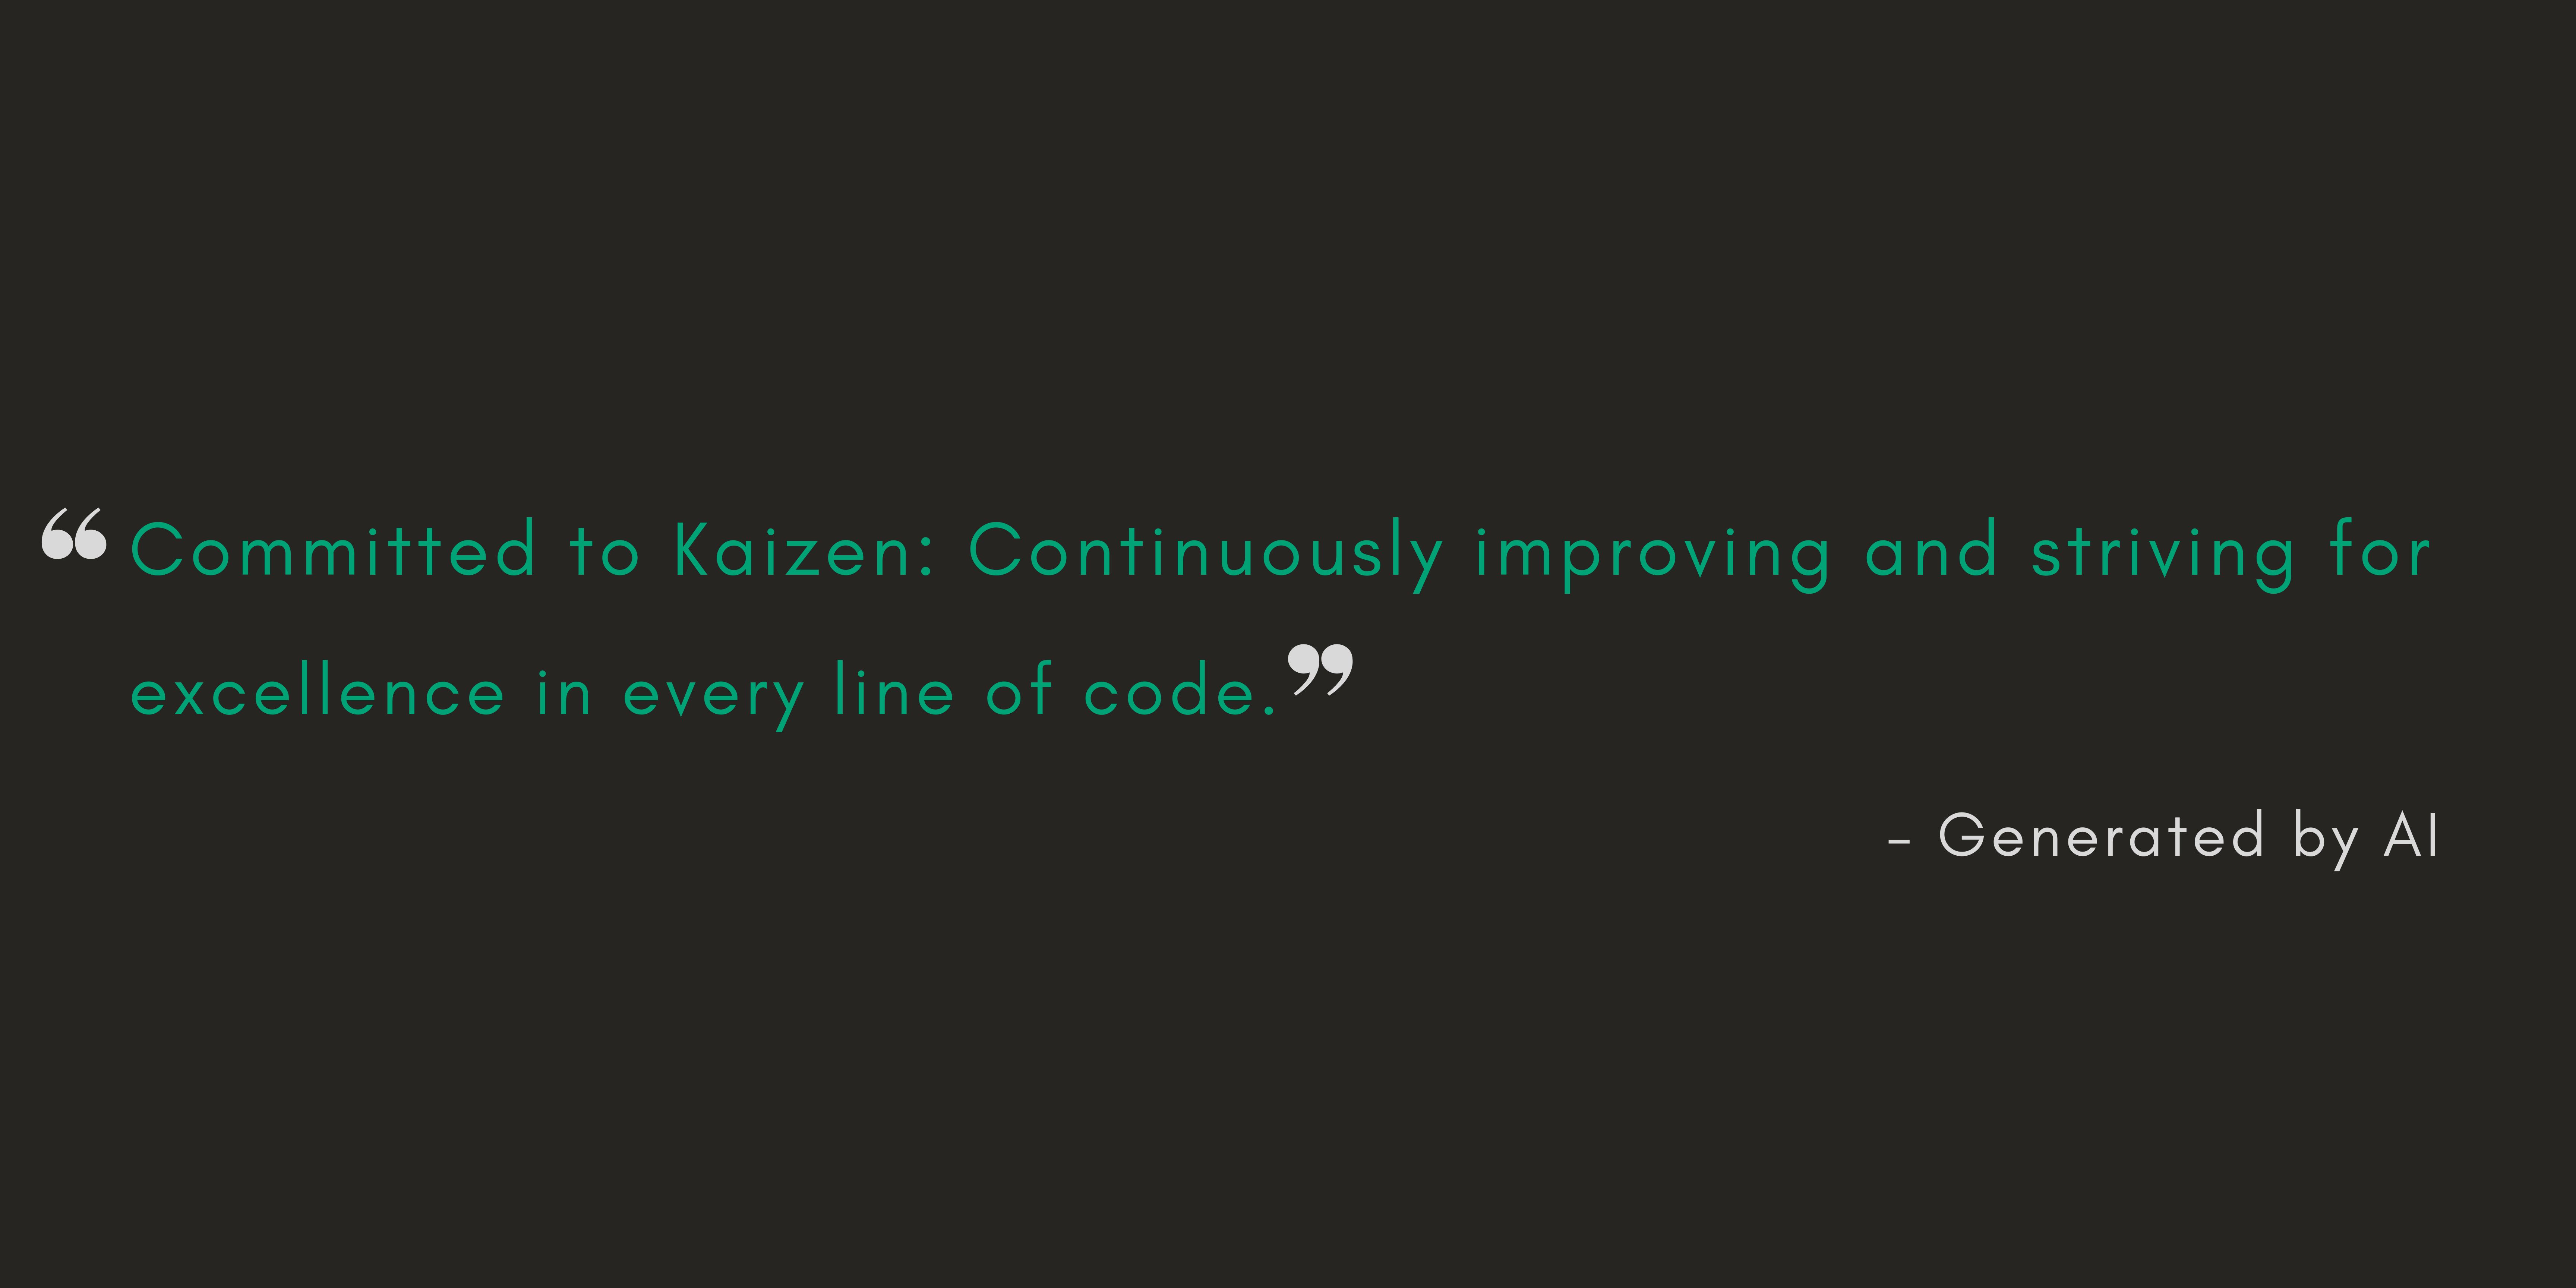 “Committed to Kaizen: Continuously improving and striving for
excellence in every line of code.”
– Generated by AI